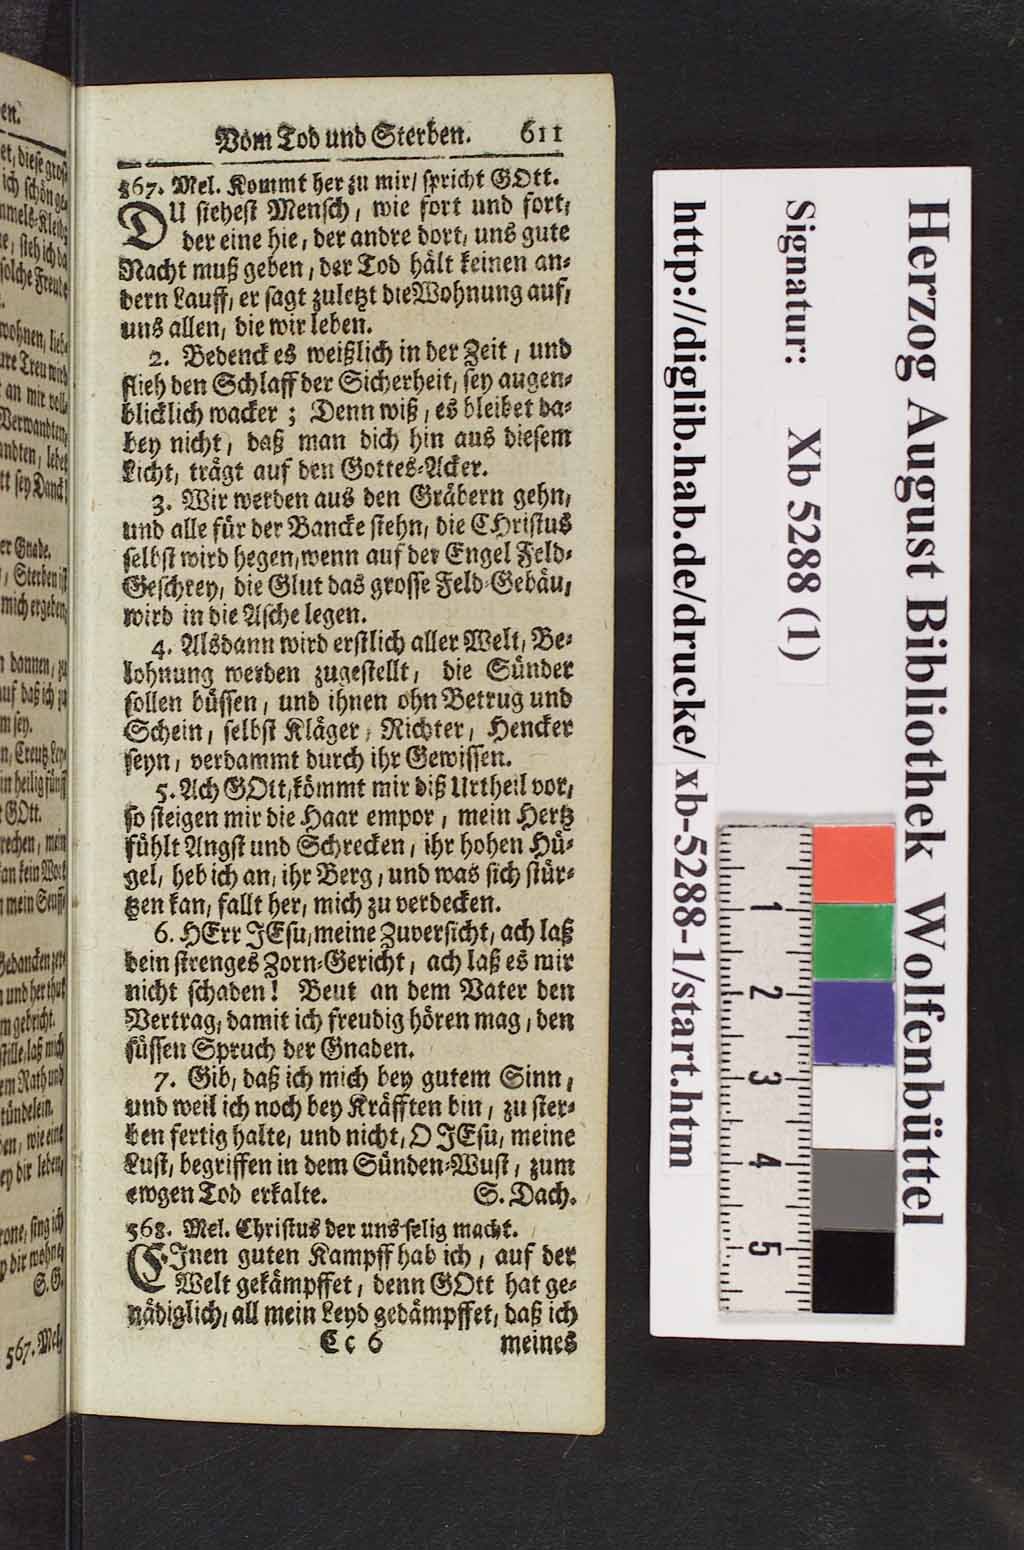 Vom Tod und Sterben. 611
567. Mel. Kommt her zu mir/ spricht GOtt.
DU siehest Mensch, wie fort und fort,
der eine hie, der andre dort, uns gute
Nacht muß geben, der Tod hält keinen an-
dern Lauff, er sagt zuletzt die Wohnung auf,
uns allen, die wir leben.
2. Bedenck es weißlich in der Zeit, und
flieh den Schlaff der Sicherheit, sey augen-
blicklich wacker; Denn wiß, es bleibet da-
bey nicht, daß man dich hin aus diesem
Licht, trägt auf den Gottes-Acker.
3. Wir werden aus den Gräbern gehn,
und alle für der Bancke stehn, die CHristus
selbst wird hegen, wenn auf der Engel Feld-
Geschrey, die Glut das grosse Feld-Gebäu,
wird in die Asche legen.
4. Alsdann wird erstlich aller Welt, Be-
lohnung werden zugestellt, die Sünder
sollen büssen, und ihnen ohn Betrug und
Schein, selbst Kläger, Richter, Hencker
seyn, verdammt durch ihr Gewissen.
5. Ach GOtt, kömmt mir diß Urtheil vor,
so steigen mir die Haar empor, mein Hertz
fühlt Angst und Schrecken, ihr hohen Hü-
gel, heb ich an, ihr Berg, und was sich stür-
tzen kan, fallt her, mich zu verdecken.
6. HErr JEsu, meine Zuversicht, ach laß
dein strenges Zorn-Gericht, ach laß es mir
nicht schaden! Beut an dem Vater den
Vertrag, damit ich freudig hören mag, den
süssen Spruch der Gnaden.
7. Gib, daß ich mich bey gutem Sinn,
und weil ich noch bey Kräfften bin, zu ster-
ben fertig halte, und nicht, O JEsu, meine
Lust, begriffen in dem Sünden-Wust, zum
ewgen Tod erkalte. S. Dach.
568. Mel. Christus der uns selig macht.
EJnen guten Kampff hab ich, auf der
Welt gekämpffet, denn GOtt hat ge-
nädiglich, all mein Leyd gedämpffet, daß ich
Cc 6 meines
Herzog August Bibliothek Wolfenbüttel
Signatur: Xb 5288 (1)
http://diglib.hab.de/drucke/xb-5288-1/start.htm
1
2
3
4
5